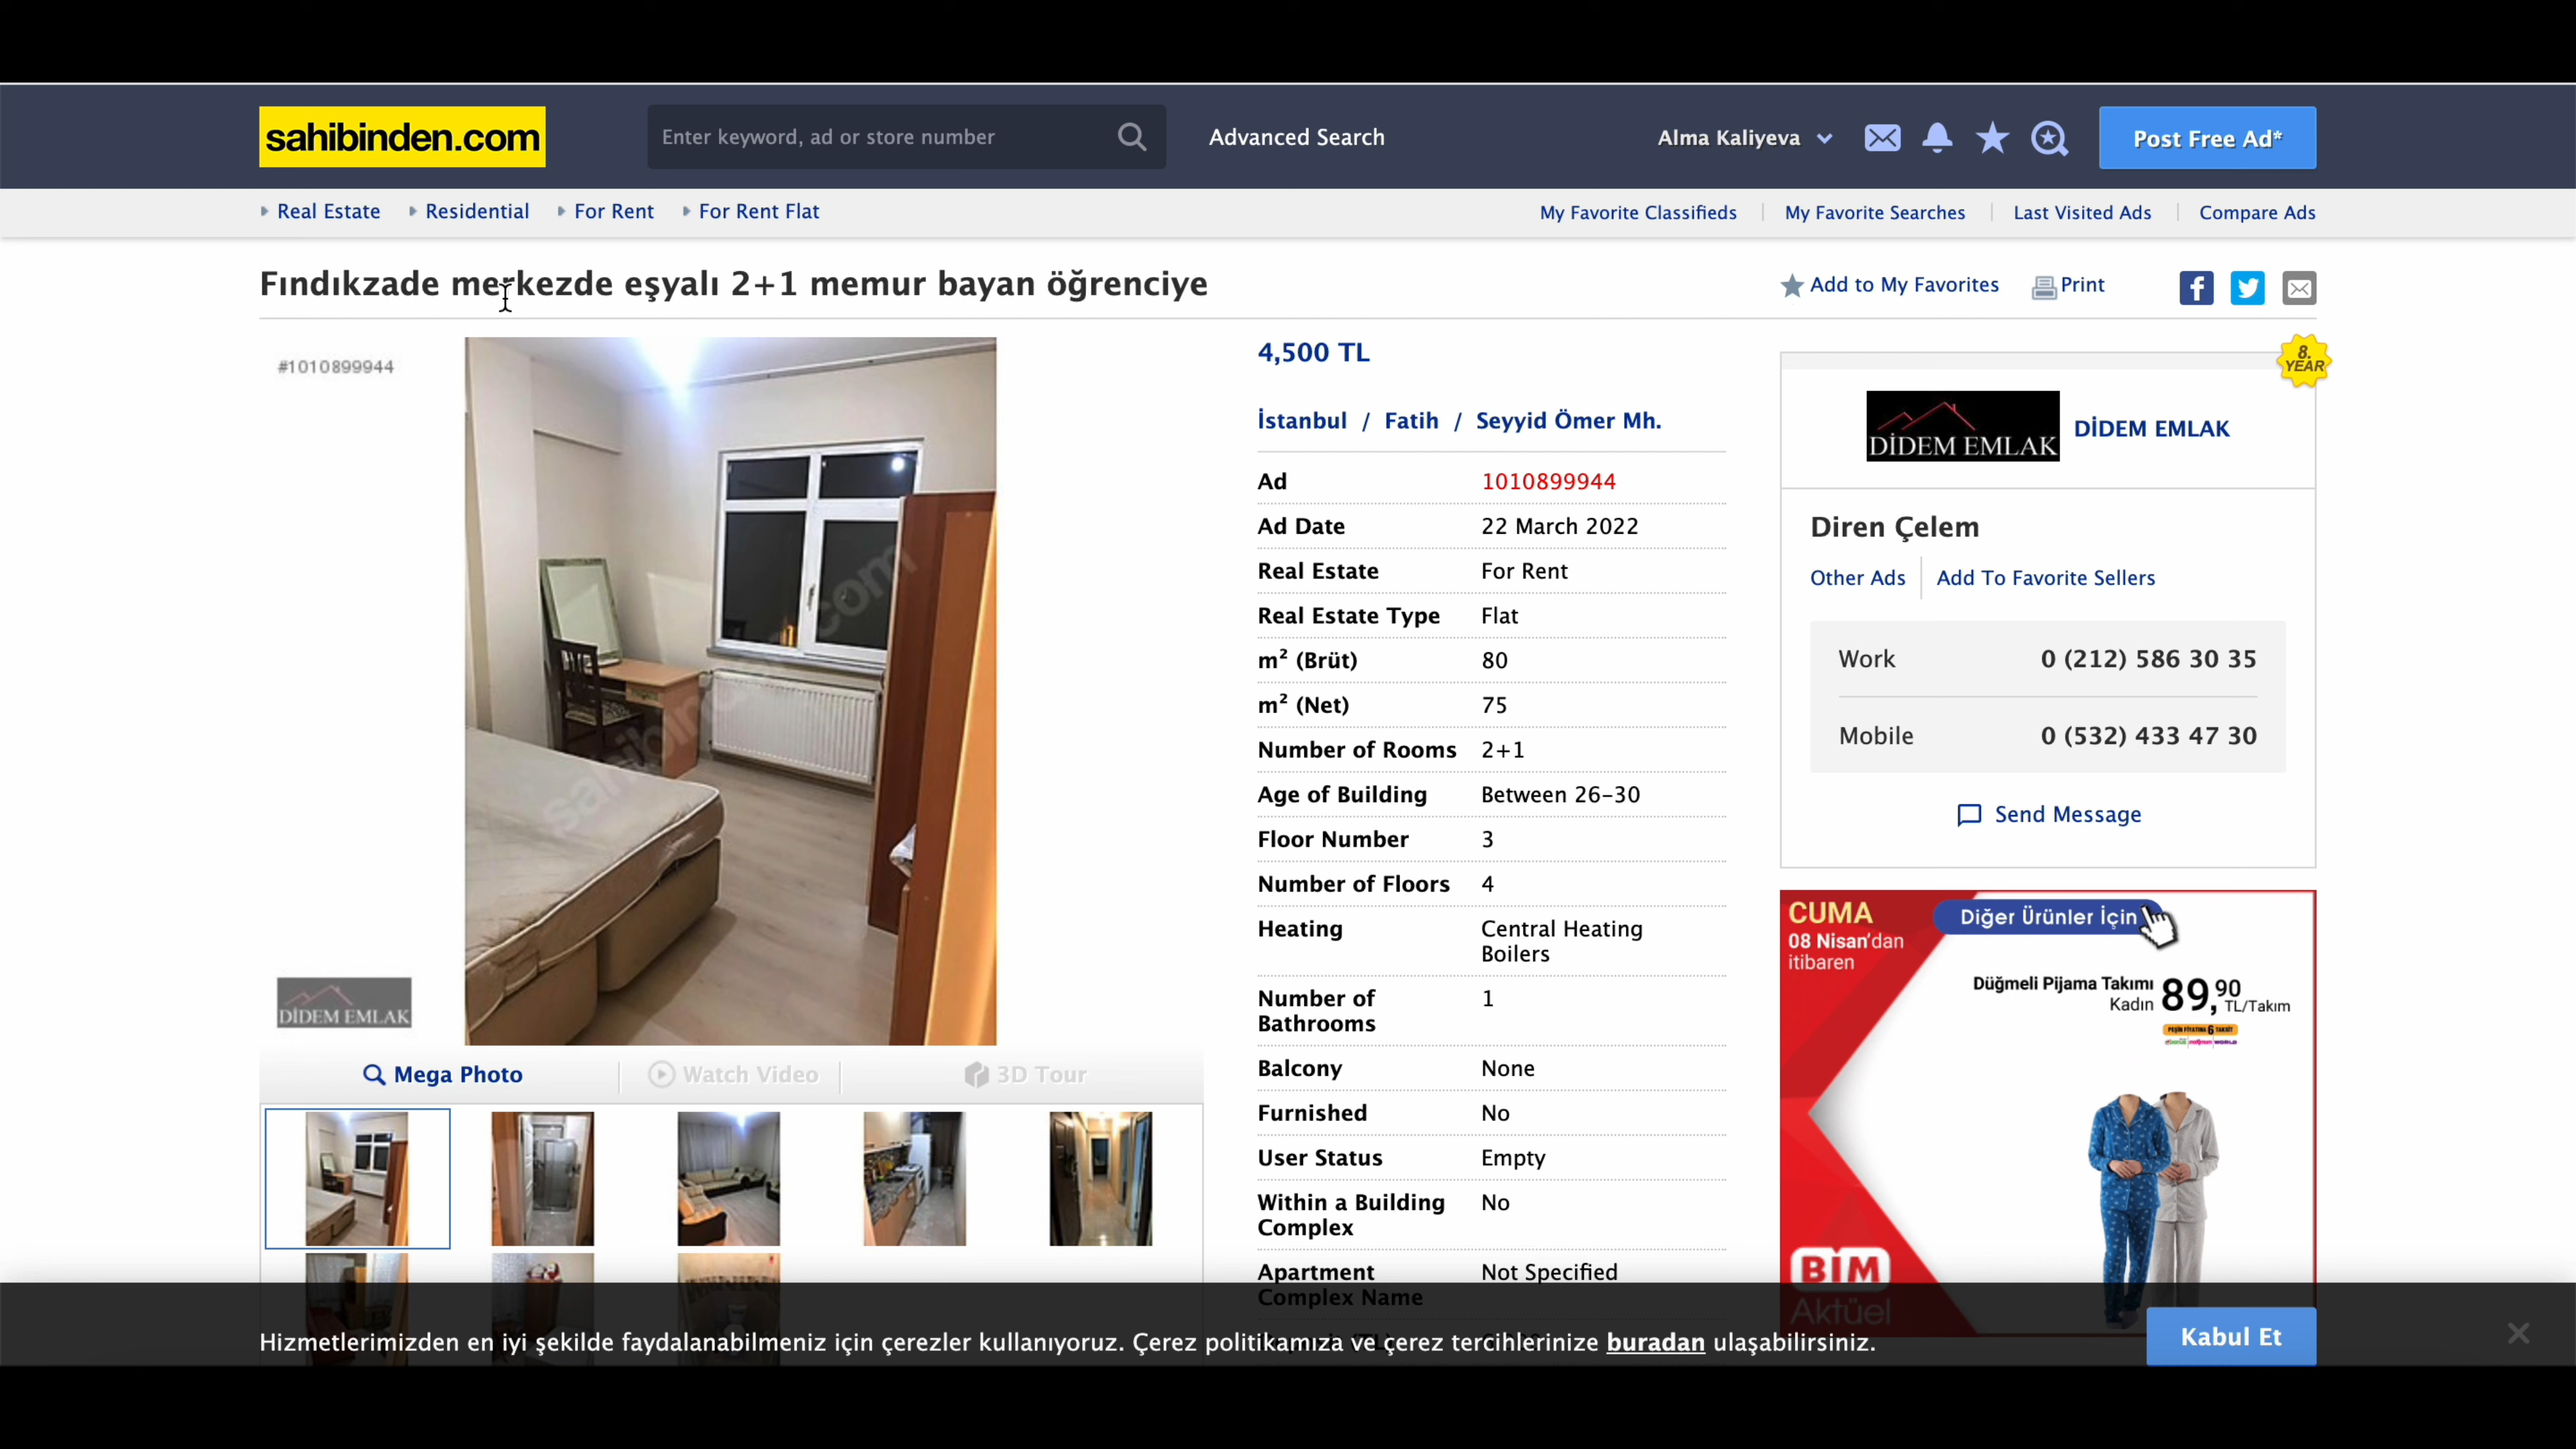 sahibinden.com
Enter keyword, ad or store number
Advanced Search
Alma Kaliyeva
Post Free Ad*
Real Estate
Residential
For Rent
For Rent Flat
My Favorite Classifieds
My Favorite Searches
Last Visited Ads
Compare Ads
Fındıkzade merkezde eşyalı 2+1 memur bayan öğrenciye
Add to My Favorites
Print
#1010899944
sahibinden.com
DİDEM EMLAK
Mega Photo
Watch Video
3D Tour
4,500 TL
İstanbul / Fatih / Seyyid Ömer Mh.
Ad 1010899944
Ad Date 22 March 2022
Real Estate For Rent
Real Estate Type Flat
m² (Brüt) 80
m² (Net) 75
Number of Rooms 2+1
Age of Building Between 26-30
Floor Number 3
Number of Floors 4
Heating Central Heating
Boilers
Number of 1
Bathrooms
Balcony None
Furnished No
User Status Empty
Within a Building No
Complex
Apartment Not Specified
Complex Name
8.
YEAR
DİDEM EMLAK
DİDEM EMLAK
Diren Çelem
Other Ads
Add To Favorite Sellers
Work 0 (212) 586 30 35
Mobile 0 (532) 433 47 30
Send Message
CUMA
08 Nisan'dan
itibaren
Diğer Ürünler İçin
Düğmeli Pijama Takımı
Kadın
89,90
TL/Takım
BİM
Aktüel
Hizmetlerimizden en iyi şekilde faydalanabilmeniz için çerezler kullanıyoruz. Çerez politikamıza ve çerez tercihlerinize buradan ulaşabilirsiniz.
Kabul Et